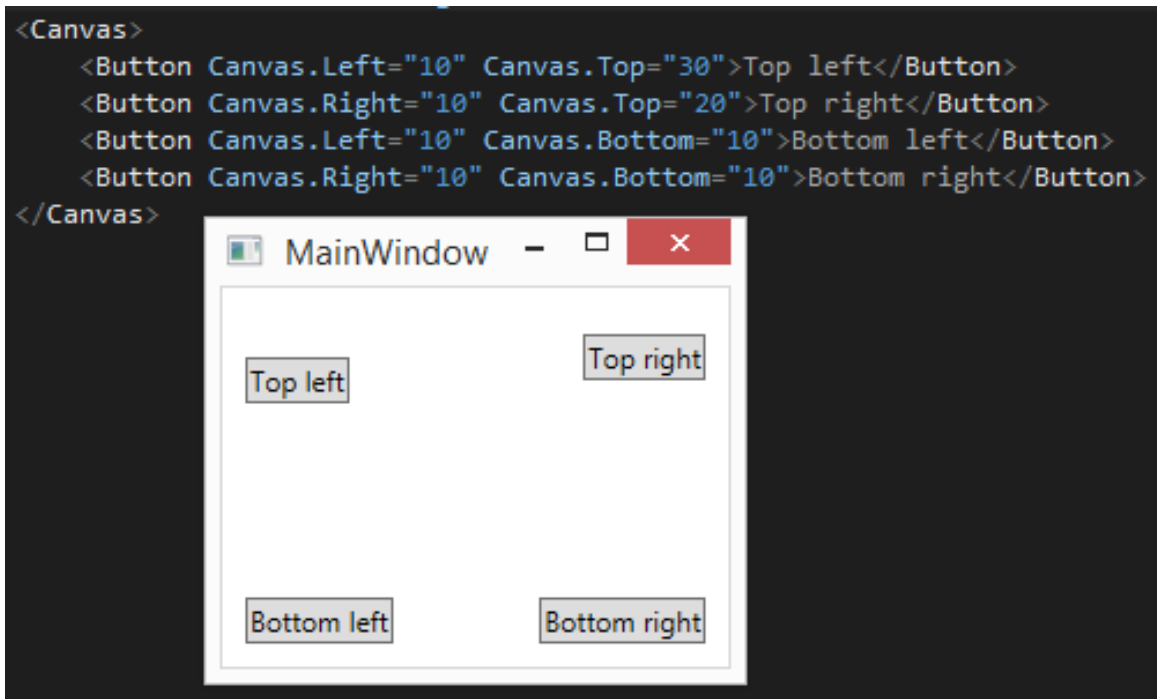 <Canvas>
    <Button Canvas.Left="10" Canvas.Top="30">Top left</Button>
    <Button Canvas.Right="10" Canvas.Top="20">Top right</Button>
    <Button Canvas.Left="10" Canvas.Bottom="10">Bottom left</Button>
    <Button Canvas.Right="10" Canvas.Bottom="10">Bottom right</Button>
</Canvas>
MainWindow
Top right
Top left
Bottom left Bottom right